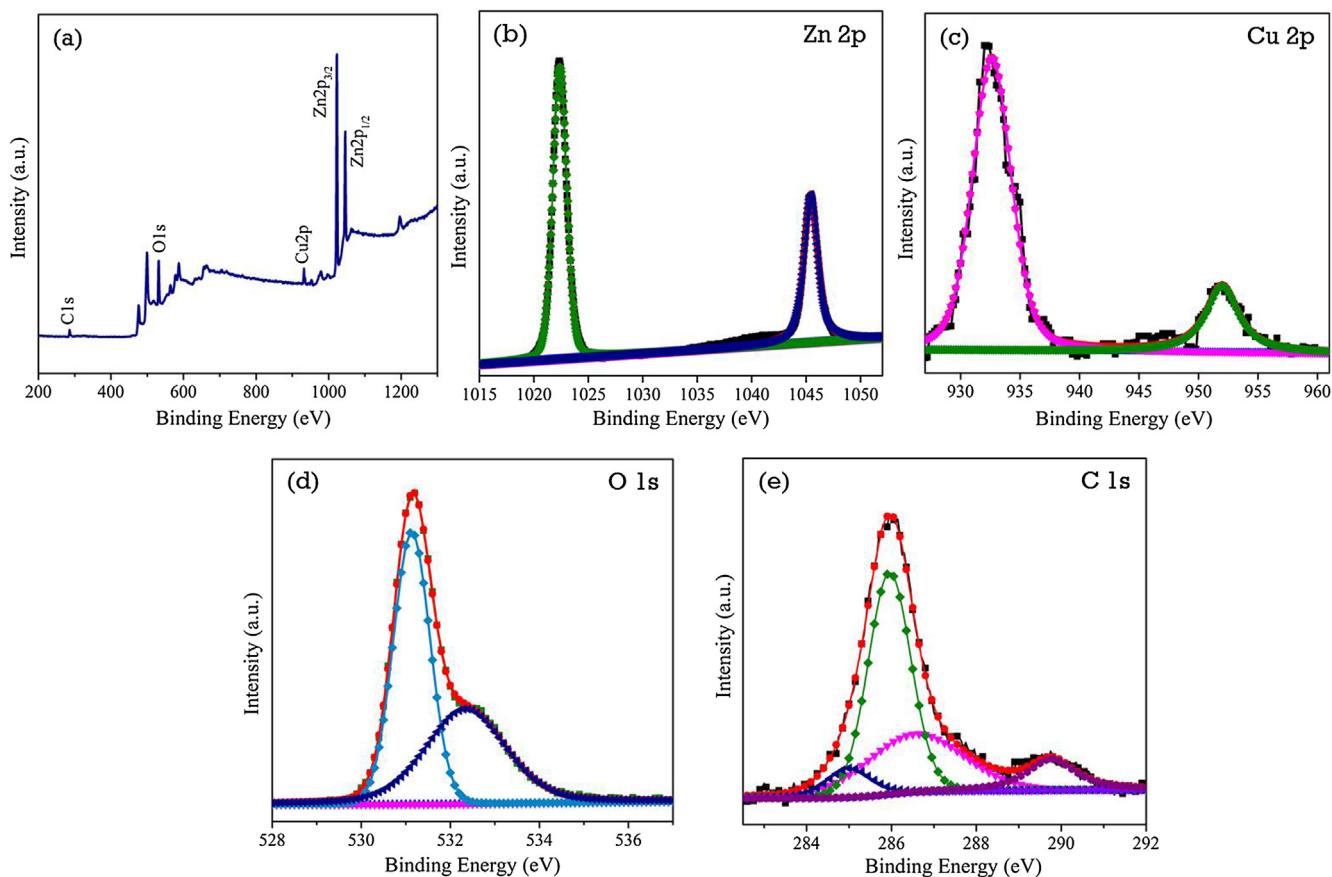 (a)
Intensity (a.u.)
C1s
O1s
Cu2p
Zn2p3/2
Zn2p1/2
200 400 600 800 1000 1200
Binding Energy (eV)
(b) Zn 2p
Intensity (a.u.)
1015 1020 1025 1030 1035 1040 1045 1050
Binding Energy (eV)
(c) Cu 2p
Intensity (a.u.)
930 935 940 945 950 955 960
Binding Energy (eV)
(d) O 1s
Intensity (a.u.)
528 530 532 534 536
Binding Energy (eV)
(e) C 1s
Intensity (a.u.)
284 286 288 290 292
Binding Energy (eV)